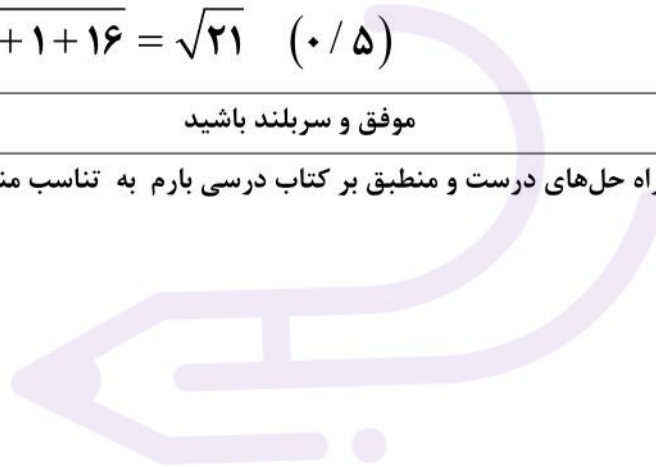 +۱+۱۶ = √۲۱ (۰/۵)
موفق و سربلند باشید
راه حل‌های درست و منطبق بر کتاب درسی بارم به تناسب